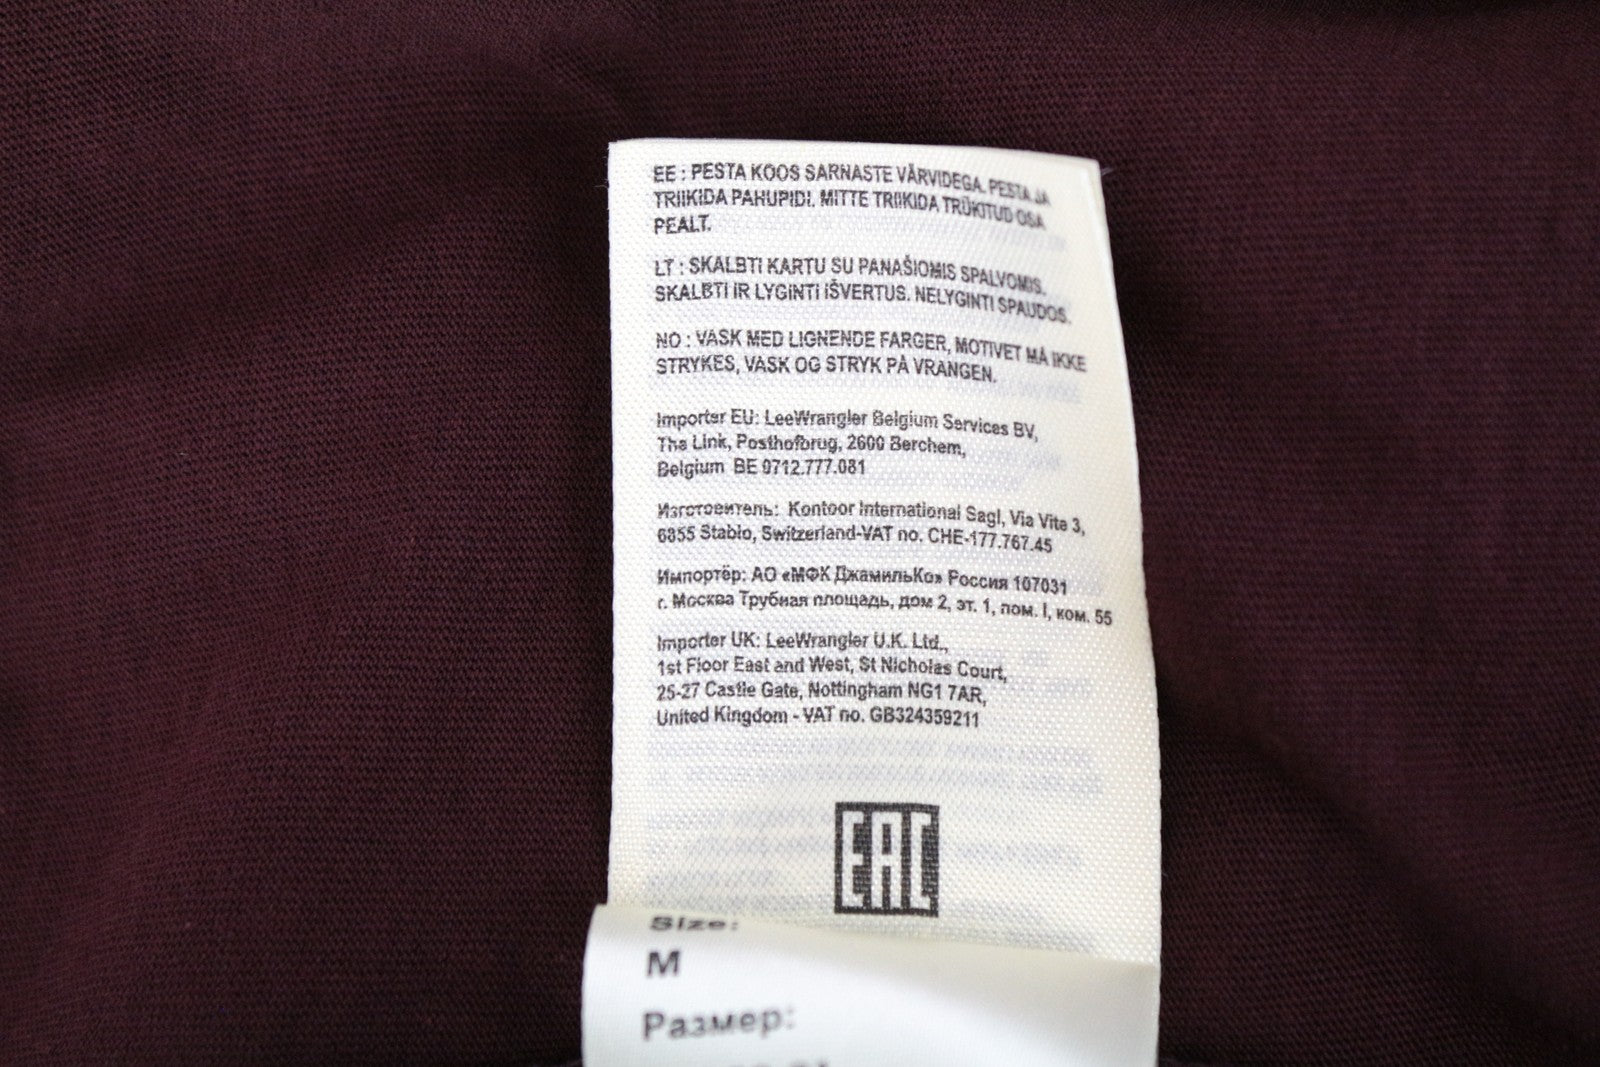 EE : PESTA KOOS SARNASTE VÄRVIDEGA. PESTA JA
TRIIKIDA PAHUPIDI. MITTE TRIIKIDA TRÜKITUD OSA
PEALT.
LT : SKALBTI KARTU SU PANAŠIOMIS SPALVOMIS.
SKALBTI IR LYGINTI IŠVERTUS. NELYGINTI SPAUDOS.
NO : VASK MED LIGNENDE FARGER, MOTIVET MÅ IKKE
STRYKES, VASK OG STRYK PÅ VRANGEN.
Importer EU: LeeWrangler Belgium Services BV,
The Link, Posthofbrug, 2600 Berchem,
Belgium BE 0712.777.081
Изготовитель: Kontoor International Sagl, Via Vite 3,
6855 Stabio, Switzerland-VAT no. CHE-177.767.45
Импортёр: АО «МФК ДжамильКо» Россия 107031
г. Москва Трубная площадь, дом 2, эт. 1, пом. I, ком. 55
Importer UK: LeeWrangler U.K. Ltd.,
1st Floor East and West, St Nicholas Court,
25-27 Castle Gate, Nottingham NG1 7AR,
United Kingdom - VAT no. GB324359211
EAC
Size:
M
Размер: